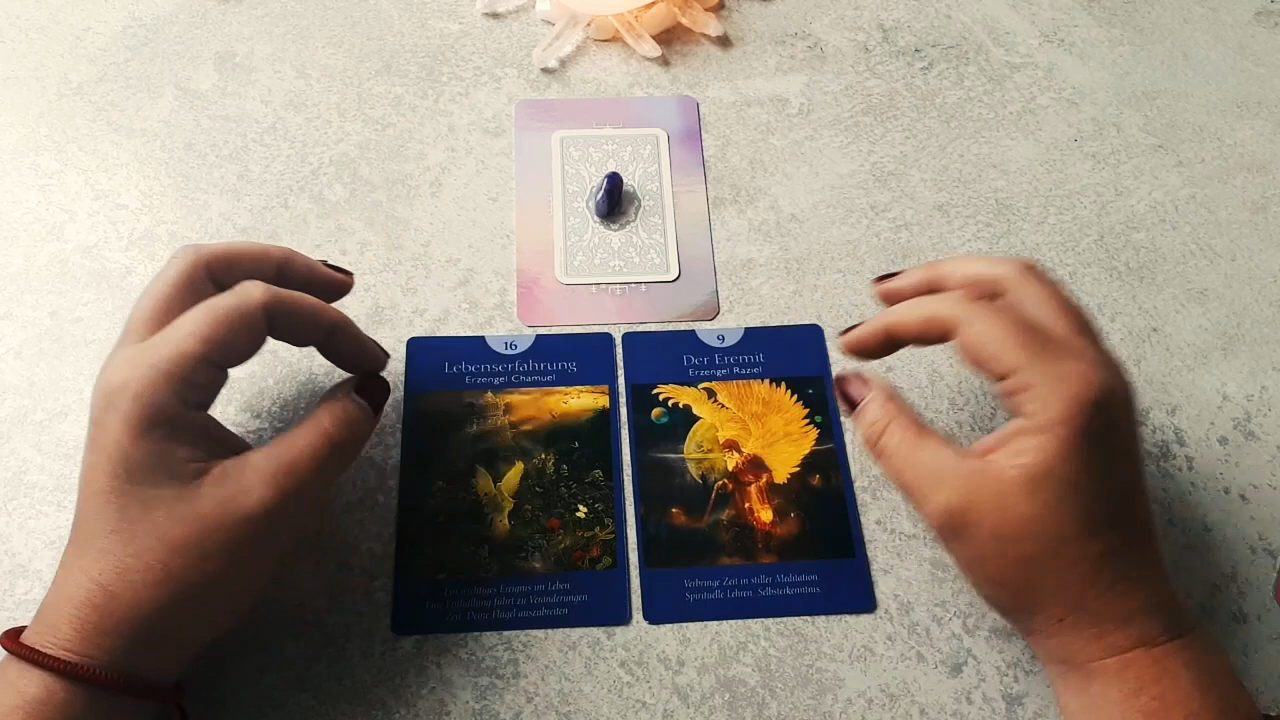 16
Lebenserfahrung
Erzengel Chamuel
Ein wichtiges Ereignis im Leben.
Eine Enthüllung führt zu Veränderungen
Zeit, Deine Flügel auszubreiten
9
Der Eremit
Erzengel Raziel
Verbringe Zeit in stiller Meditation
Spirituelle Lehren. Selbsterkenntnis.